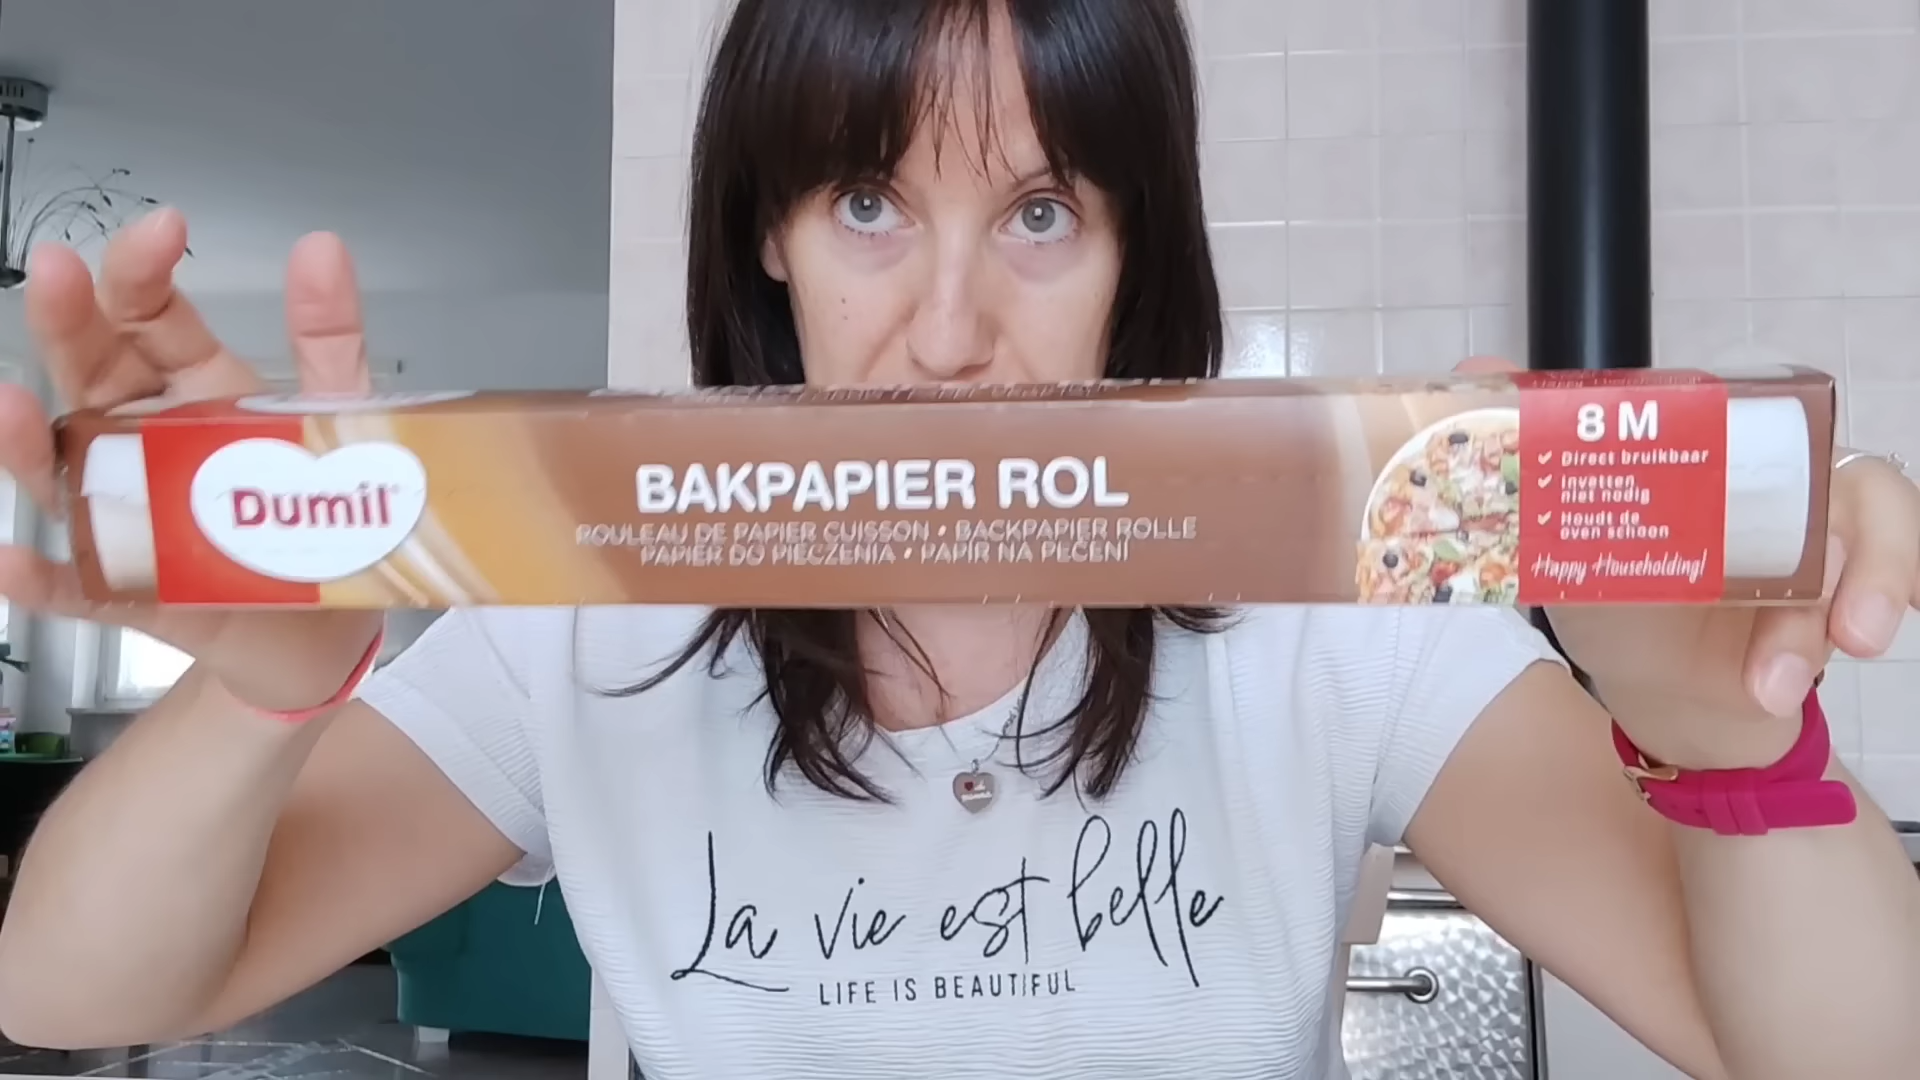 Dumil®
BAKPAPIER ROL
ROULEAU DE PAPIER CUISSON • BACKPAPIER ROLLE
PAPIER DO PIECZENIA • PAPÍR NA PEČENÍ
8 M
Direct bruikbaar
Invetten
niet nodig
Houdt de
oven schoon
Happy Householding!
La vie est belle
LIFE IS BEAUTIFUL